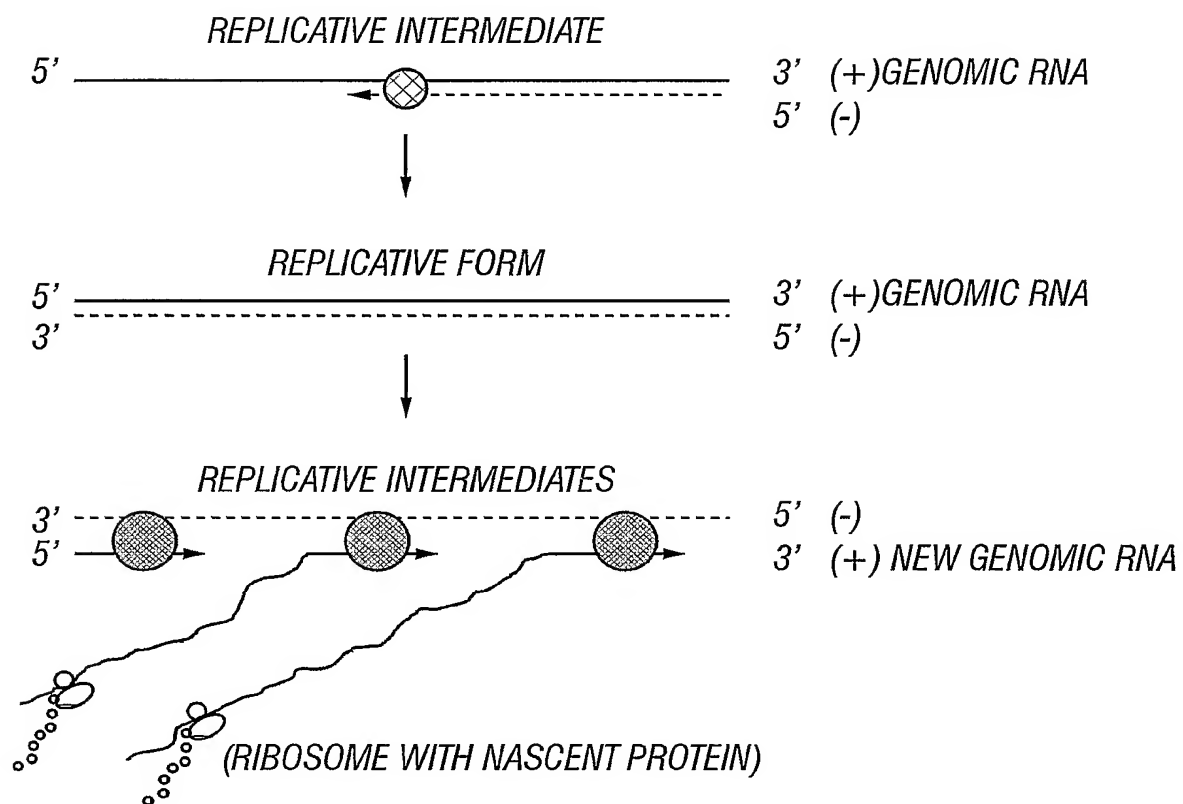 REPLICATIVE INTERMEDIATE
5’ 3’ (+)GENOMIC RNA
5’ (-)
REPLICATIVE FORM
5’ 3’ (+)GENOMIC RNA
3’ 5’ (-)
REPLICATIVE INTERMEDIATES
3’ 5’ (-)
5’ 3’ (+) NEW GENOMIC RNA
(RIBOSOME WITH NASCENT PROTEIN)